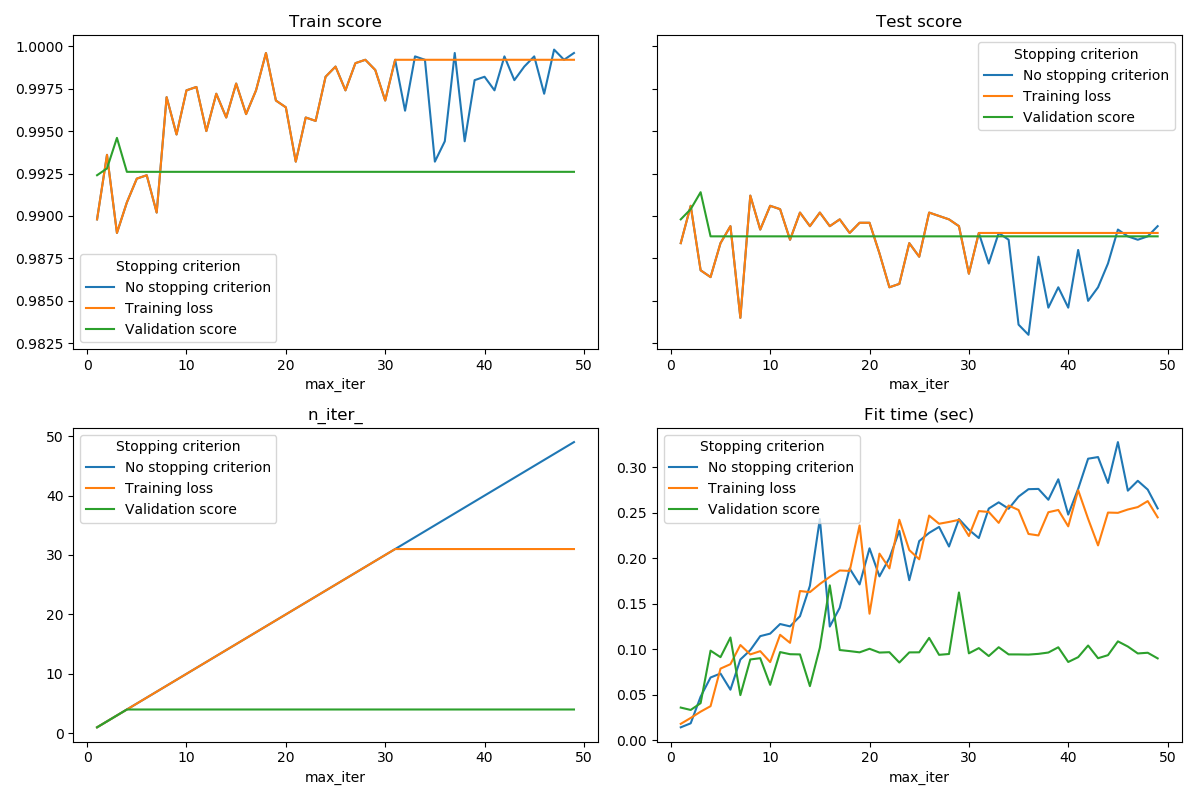 Train score
1.0000
0.9975
0.9950
0.9925
0.9900
0.9875
0.9850
0.9825
Stopping criterion
No stopping criterion
Training loss
Validation score
0 10 20 30 40 50
max_iter
Test score
Stopping criterion
No stopping criterion
Training loss
Validation score
0 10 20 30 40 50
max_iter
n_iter_
50
40
30
20
10
0
Stopping criterion
No stopping criterion
Training loss
Validation score
0 10 20 30 40 50
max_iter
Fit time (sec)
0.30
0.25
0.20
0.15
0.10
0.05
0.00
Stopping criterion
No stopping criterion
Training loss
Validation score
0 10 20 30 40 50
max_iter